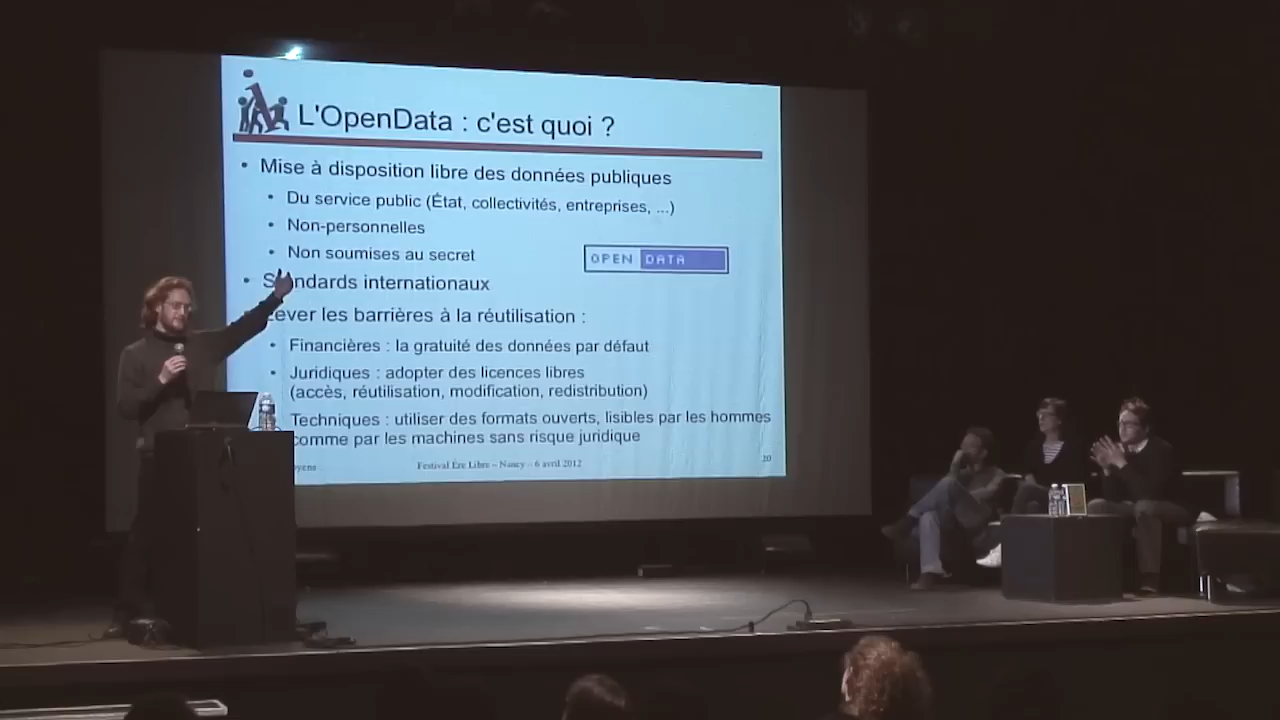 L'OpenData : c'est quoi ?
• Mise à disposition libre des données publiques
• Du service public (État, collectivités, entreprises, ...)
• Non-personnelles
• Non soumises au secret
OPEN DATA
• Standards internationaux
Lever les barrières à la réutilisation :
• Financières : la gratuité des données par défaut
• Juridiques : adopter des licences libres
(accès, réutilisation, modification, redistribution)
Techniques : utiliser des formats ouverts, lisibles par les hommes
comme par les machines sans risque juridique
Festival Ère Libre – Nancy – 6 avril 2012
20